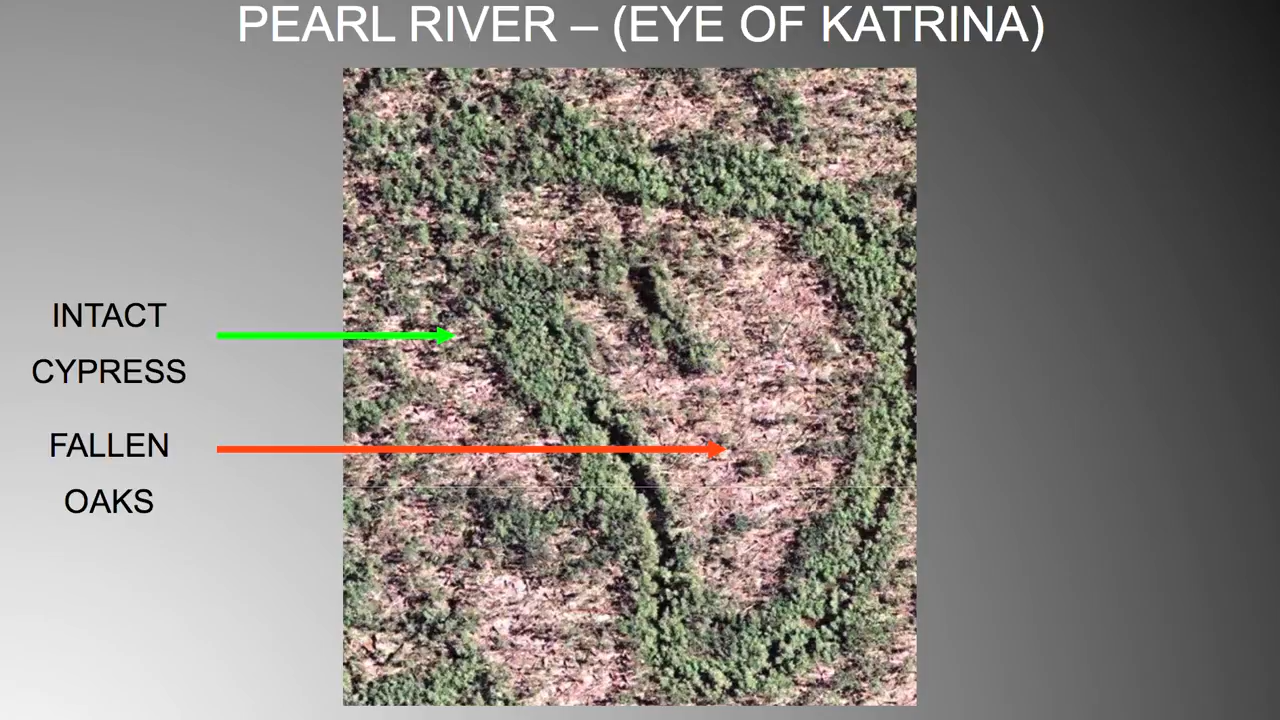 PEARL RIVER – (EYE OF KATRINA)
INTACT
CYPRESS
FALLEN
OAKS